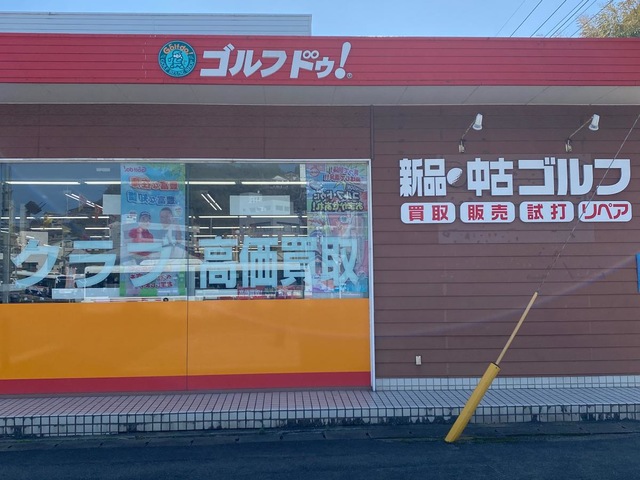 Golfdo!
ゴルフドゥ!®
新品・中古ゴルフ
買取 販売 試打 リペア
クラブ高価買取